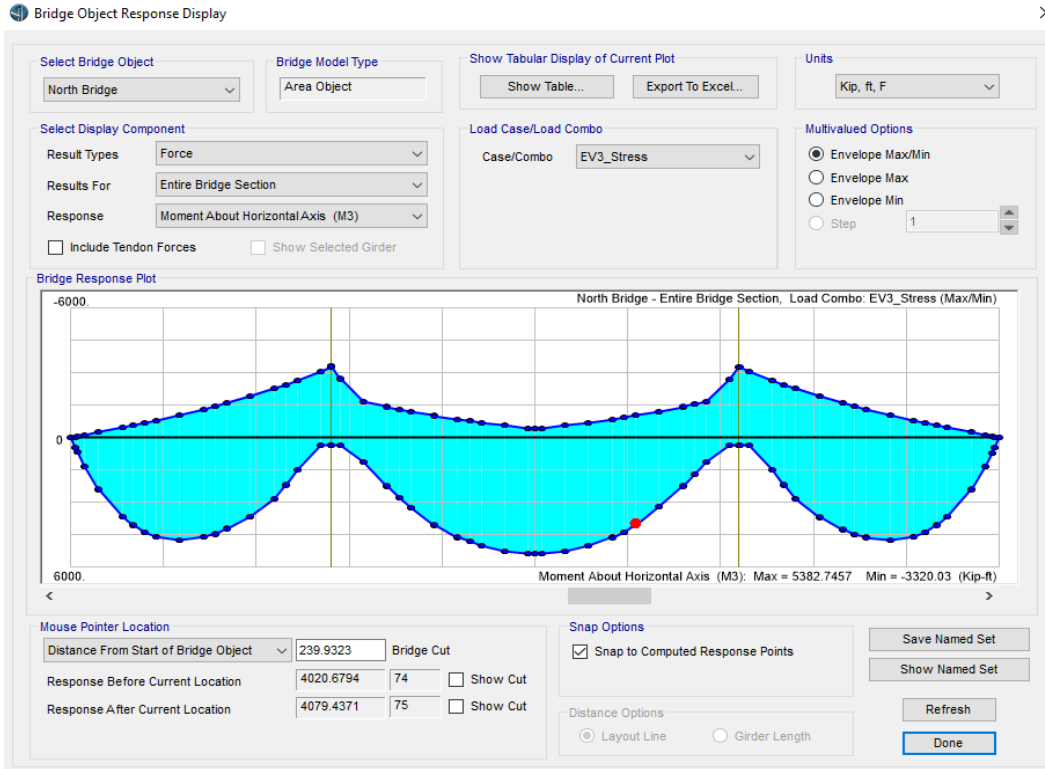 Bridge Object Response Display
Select Bridge Object
North Bridge
Bridge Model Type
Area Object
Show Tabular Display of Current Plot
Show Table...
Export To Excel...
Units
Kip, ft, F
Select Display Component
Result Types
Force
Results For
Entire Bridge Section
Response
Moment About Horizontal Axis (M3)
Include Tendon Forces
Show Selected Girder
Load Case/Load Combo
Case/Combo
EV3_Stress
Multivalued Options
Envelope Max/Min
Envelope Max
Envelope Min
Step
1
Bridge Response Plot
-6000.
North Bridge - Entire Bridge Section, Load Combo: EV3_Stress (Max/Min)
0
6000.
Moment About Horizontal Axis (M3): Max = 5382.7457 Min = -3320.03 (Kip-ft)
Mouse Pointer Location
Distance From Start of Bridge Object
239.9323
Bridge Cut
Response Before Current Location
4020.6794
74
Show Cut
Response After Current Location
4079.4371
75
Show Cut
Snap Options
Snap to Computed Response Points
Distance Options
Layout Line
Girder Length
Save Named Set
Show Named Set
Refresh
Done